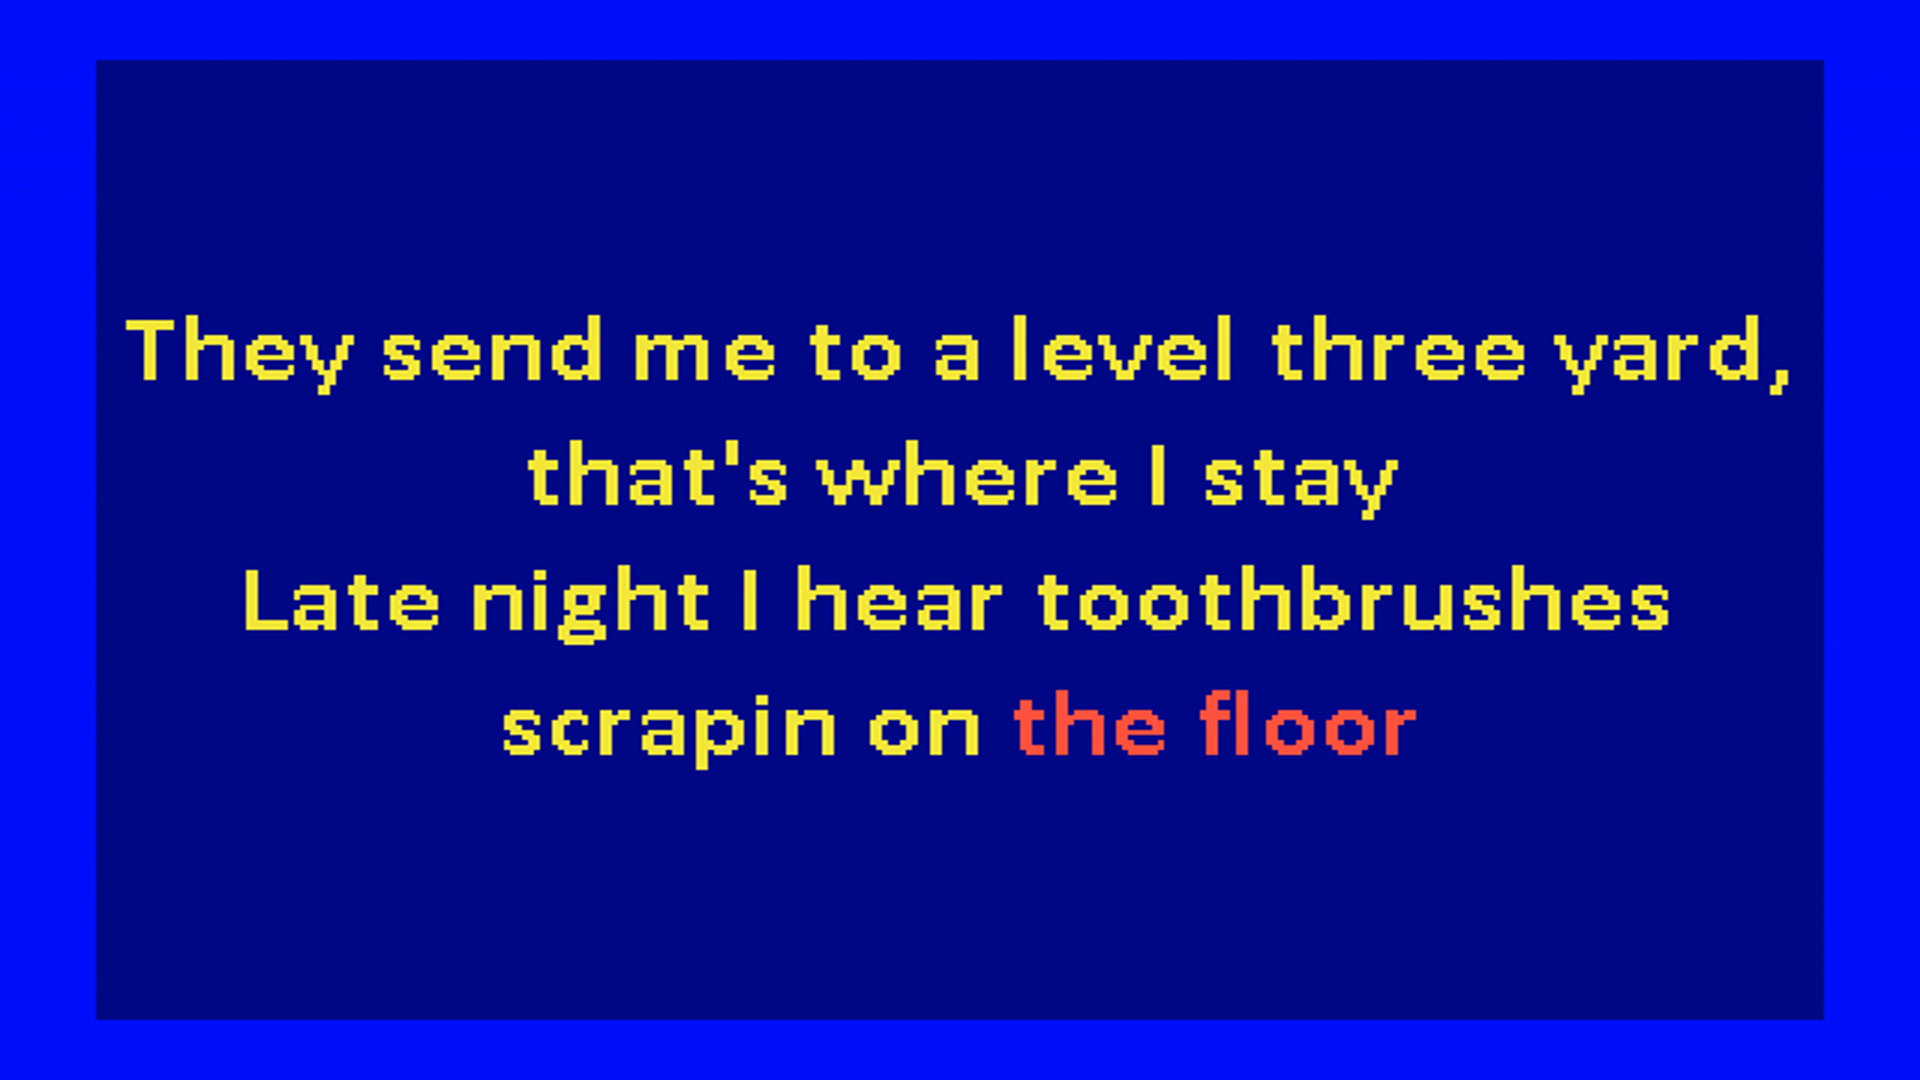 They send me to a level three yard,
that's where I stay
Late night I hear toothbrushes
scrapin on the floor